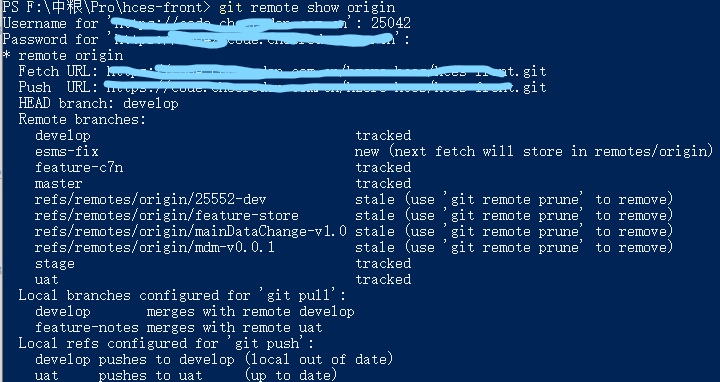 PS F:\中粮\Pro\hces-front> git remote show origin
Username for 'https://code. ': 25042
Password for 'https:// code. ':
* remote origin
  Fetch URL: hces-front.git
  Push  URL: .git
  HEAD branch: develop
  Remote branches:
    develop                               tracked
    esms-fix                              new (next fetch will store in remotes/origin)
    feature-c7n                           tracked
    master                                tracked
    refs/remotes/origin/25552-dev         stale (use 'git remote prune' to remove)
    refs/remotes/origin/feature-store     stale (use 'git remote prune' to remove)
    refs/remotes/origin/mainDataChange-v1.0 stale (use 'git remote prune' to remove)
    refs/remotes/origin/mdm-v0.0.1        stale (use 'git remote prune' to remove)
    stage                                 tracked
    uat                                   tracked
  Local branches configured for 'git pull':
    develop       merges with remote develop
    feature-notes merges with remote uat
  Local refs configured for 'git push':
    develop pushes to develop (local out of date)
    uat     pushes to uat     (up to date)